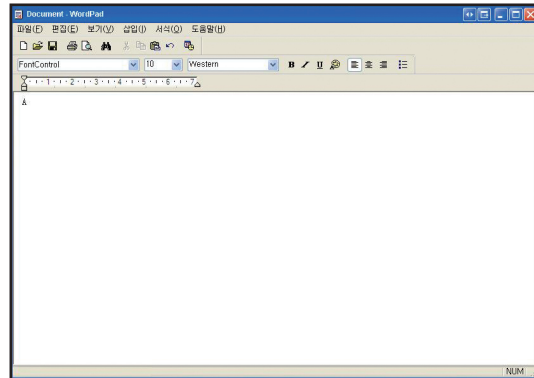 Document - WordPad
파일(F) 편집(E) 보기(V) 삽입(I) 서식(O) 도움말(H)
FontControl 10 Western B / U
1 2 3 4 5 6 7
A
NUM